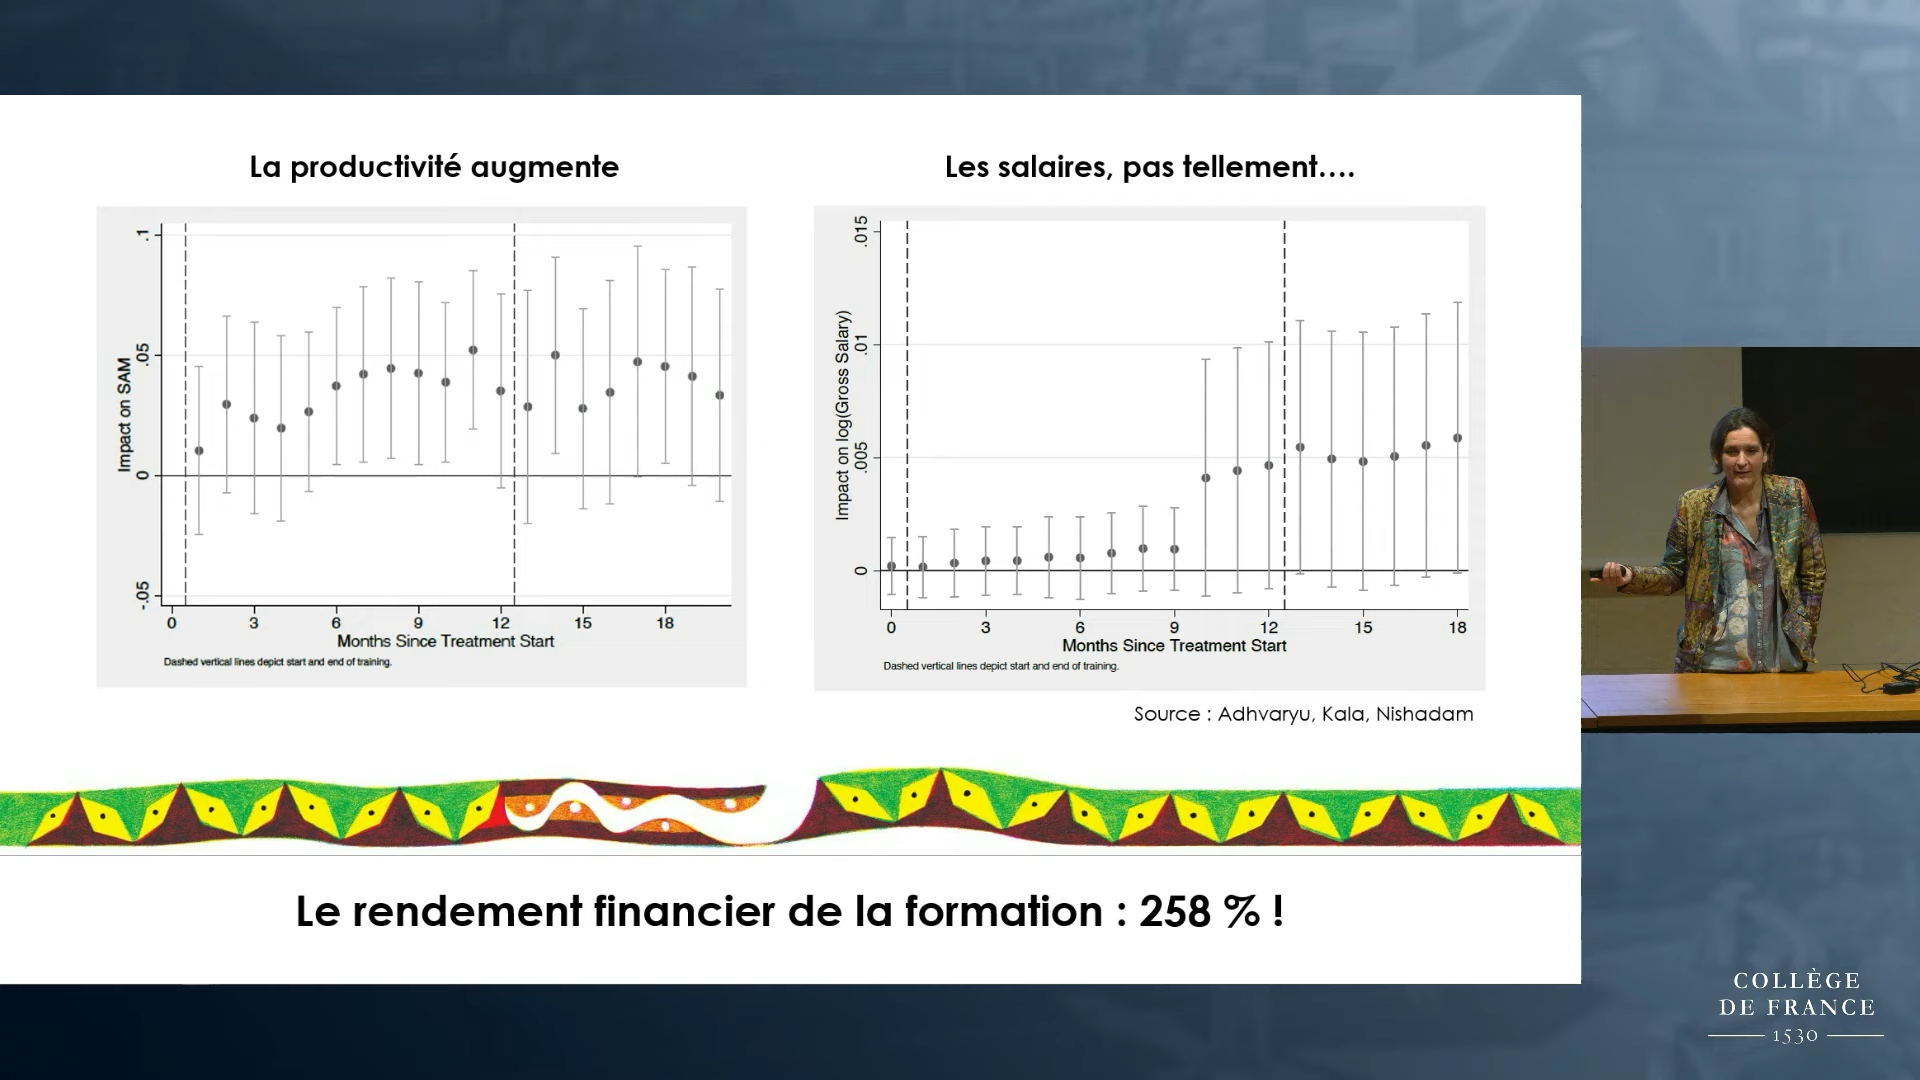 La productivité augmente
Les salaires, pas tellement....
.1
.05
0
-.05
Impact on SAM
0 3 6 9 12 15 18
Months Since Treatment Start
Dashed vertical lines depict start and end of training.
.015
.01
.005
0
Impact on log(Gross Salary)
0 3 6 9 12 15 18
Months Since Treatment Start
Dashed vertical lines depict start and end of training.
Source : Adhvaryu, Kala, Nishadam
Le rendement financier de la formation : 258 % !
COLLÈGE
DE FRANCE
1530